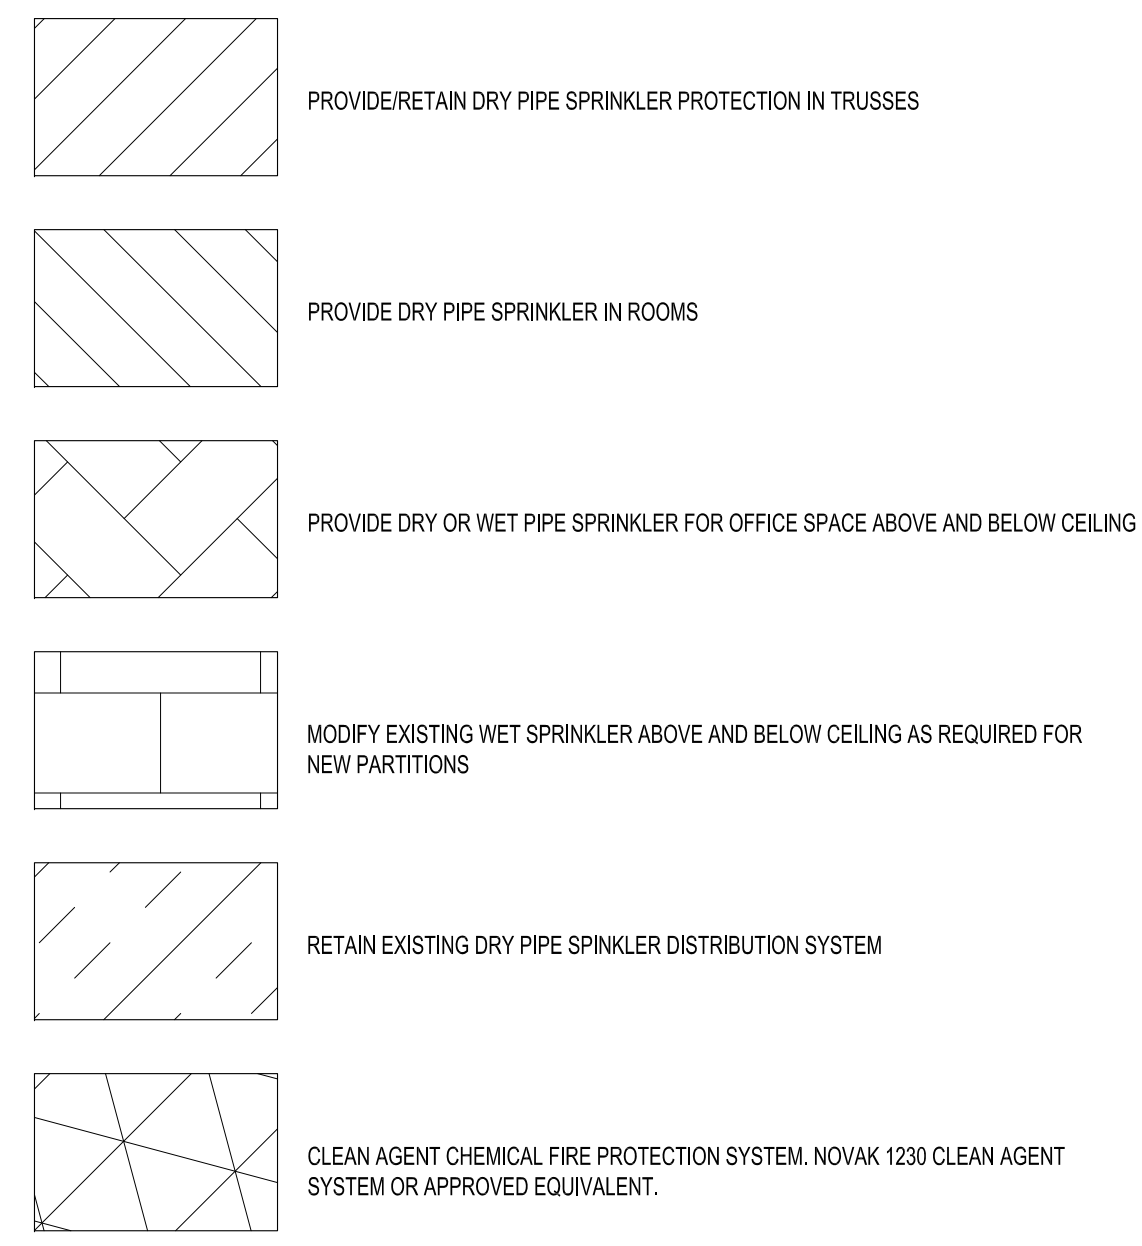 PROVIDE/RETAIN DRY PIPE SPRINKLER PROTECTION IN TRUSSES
PROVIDE DRY PIPE SPRINKLER IN ROOMS
PROVIDE DRY OR WET PIPE SPRINKLER FOR OFFICE SPACE ABOVE AND BELOW CEILING
MODIFY EXISTING WET SPRINKLER ABOVE AND BELOW CEILING AS REQUIRED FOR
NEW PARTITIONS
RETAIN EXISTING DRY PIPE SPINKLER DISTRIBUTION SYSTEM
CLEAN AGENT CHEMICAL FIRE PROTECTION SYSTEM. NOVAK 1230 CLEAN AGENT
SYSTEM OR APPROVED EQUIVALENT.